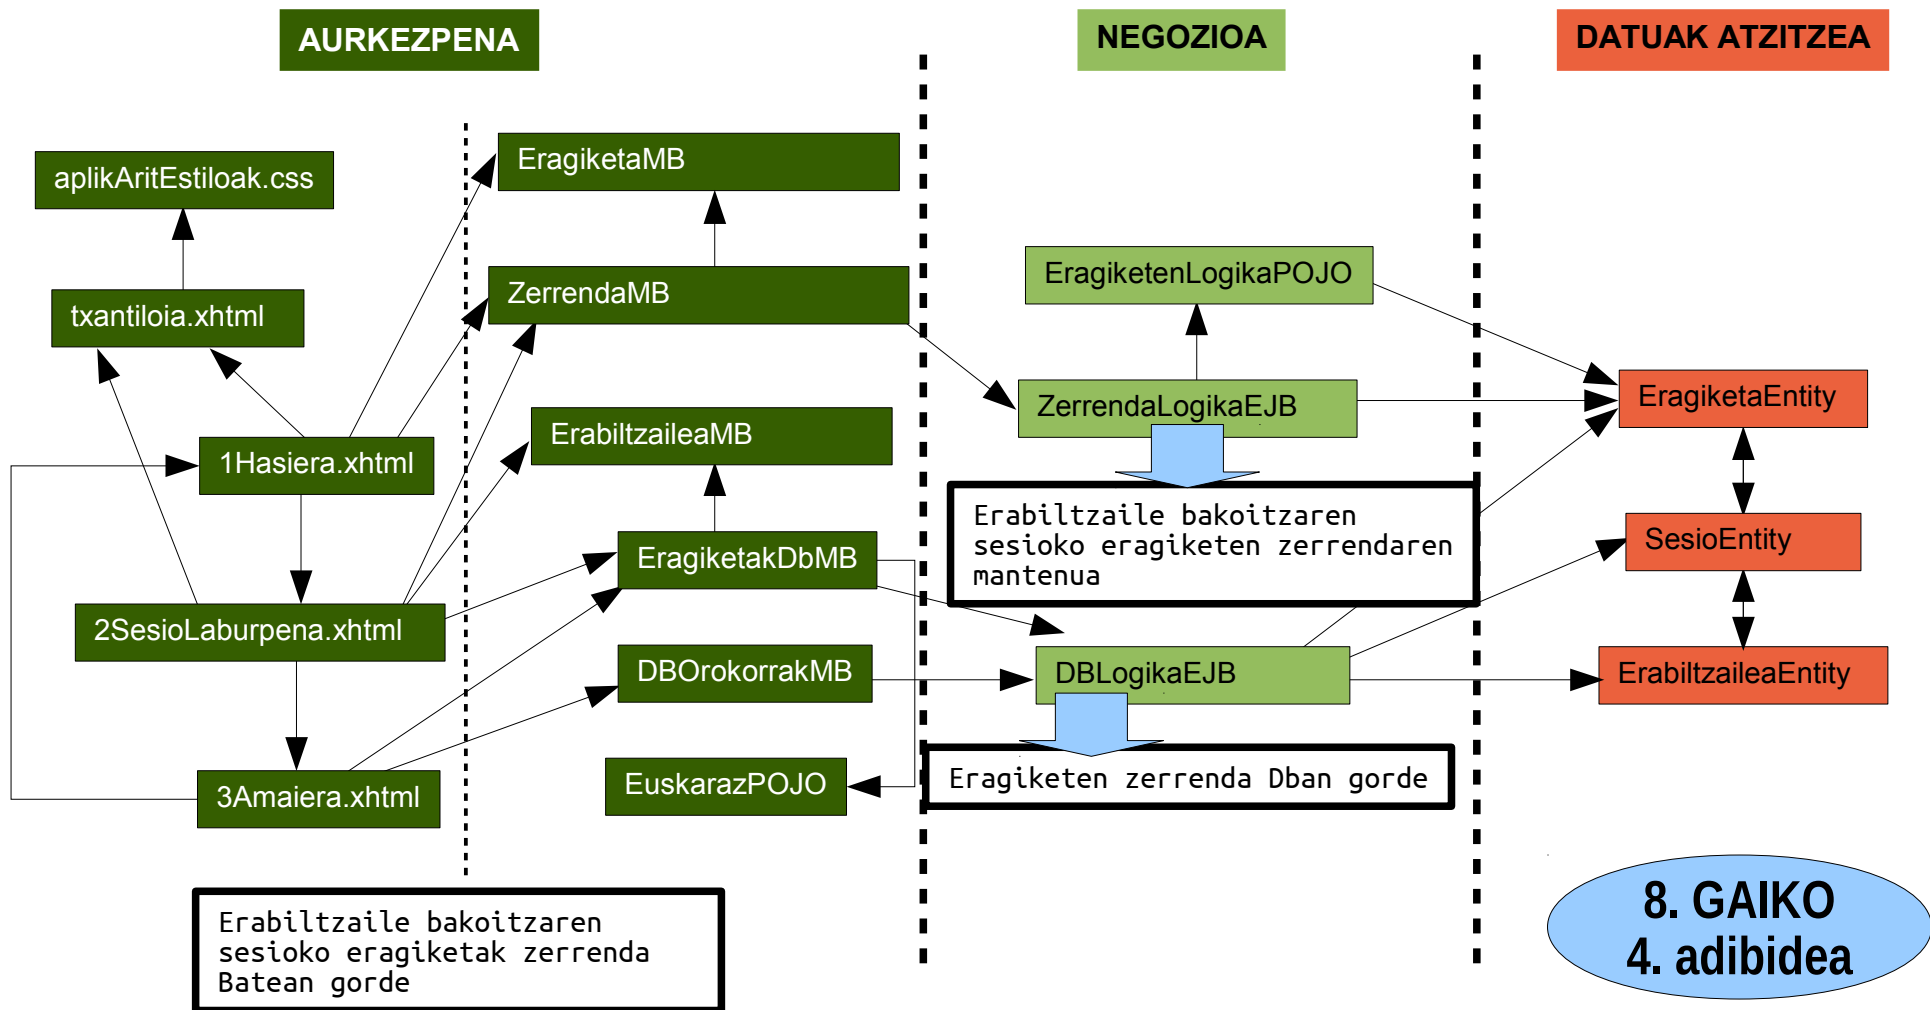 AURKEZPENA
NEGOZIOA
DATUAK ATZITZEA
aplikAritEstiloak.css
EragiketaMB
txantiloia.xhtml
ZerrendaMB
EragiketenLogikaPOJO
1Hasiera.xhtml
ErabiltzaileaMB
ZerrendaLogikaEJB
EragiketaEntity
Erabiltzaile bakoitzaren
sesioko eragiketen zerrendaren
mantenua
EragiketakDbMB
SesioEntity
2SesioLaburpena.xhtml
DBOrokorrakMB
DBLogikaEJB
ErabiltzaileaEntity
3Amaiera.xhtml
EuskarazPOJO
Eragiketen zerrenda Dban gorde
Erabiltzaile bakoitzaren
sesioko eragiketak zerrenda
Batean gorde
8. GAIKO
4. adibidea